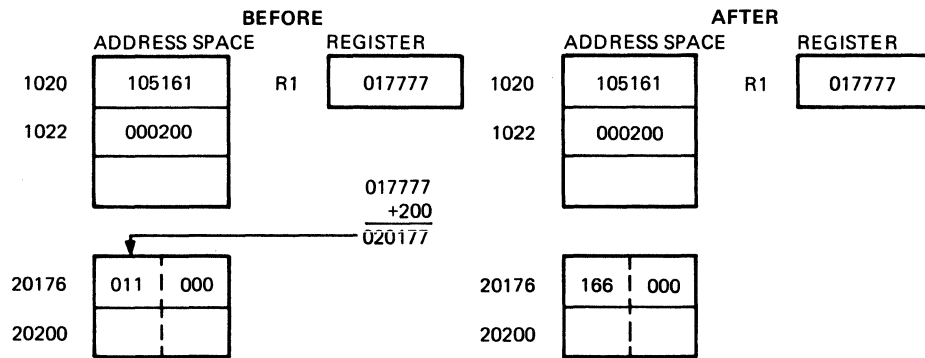 BEFORE AFTER
ADDRESS SPACE REGISTER ADDRESS SPACE REGISTER
1020 105161 R1 017777 1020 105161 R1 017777
1022 000200 1022 000200
017777
+200
020177
20176 011 000 20176 166 000
20200 20200